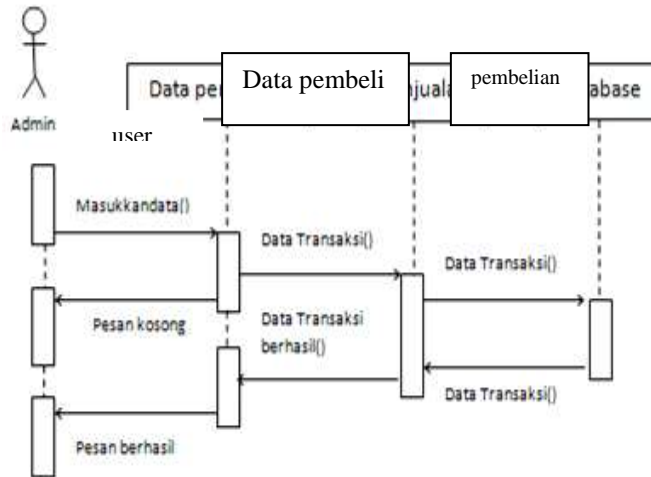 Data pembeli
pembelian
Data pe
njuala
abase
Admin
user
Masukkandata()
Data Transaksi()
Data Transaksi()
Pesan kosong
Data Transaksi
berhasil()
Data Transaksi()
Pesan berhasil